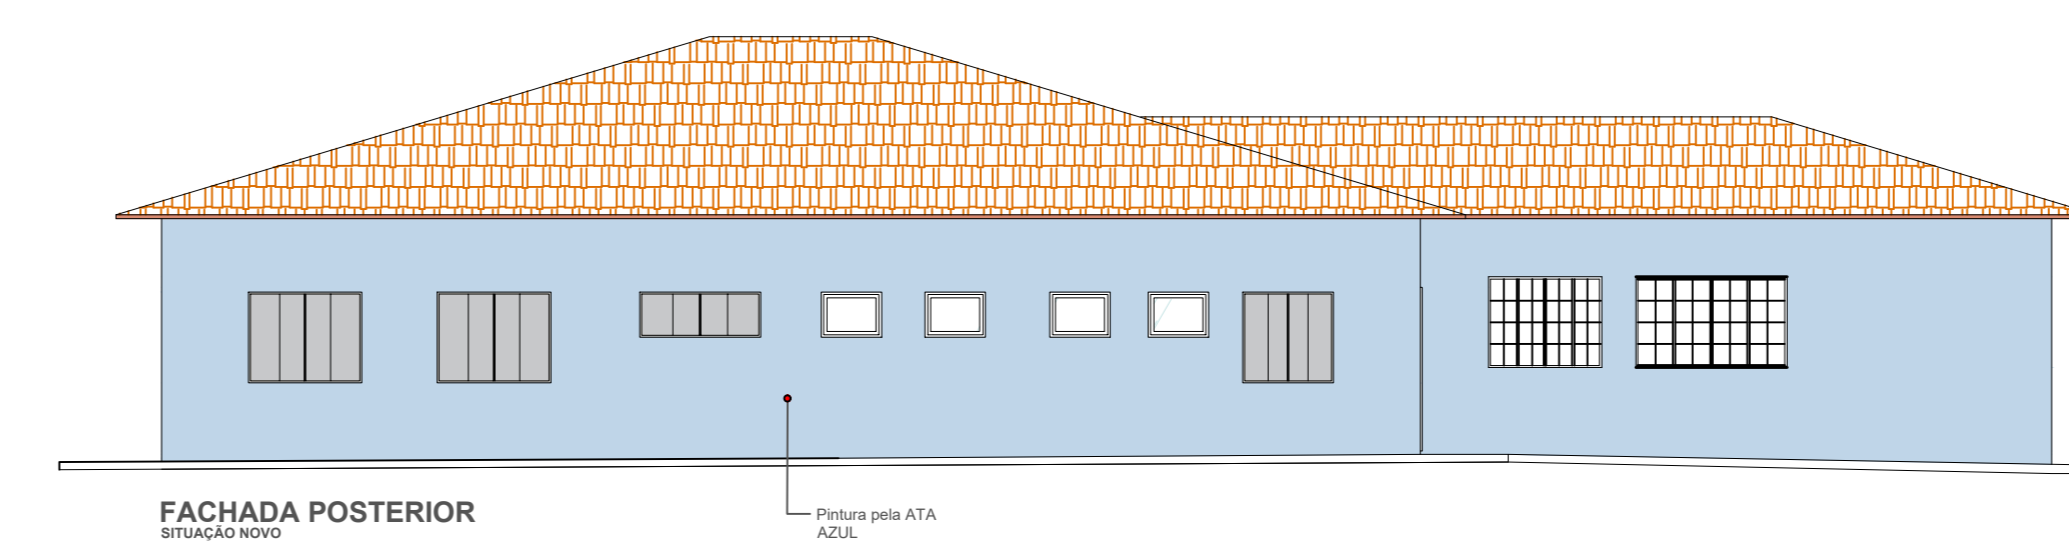 FACHADA POSTERIOR
SITUAÇÃO NOVO
Pintura pela ATA
AZUL